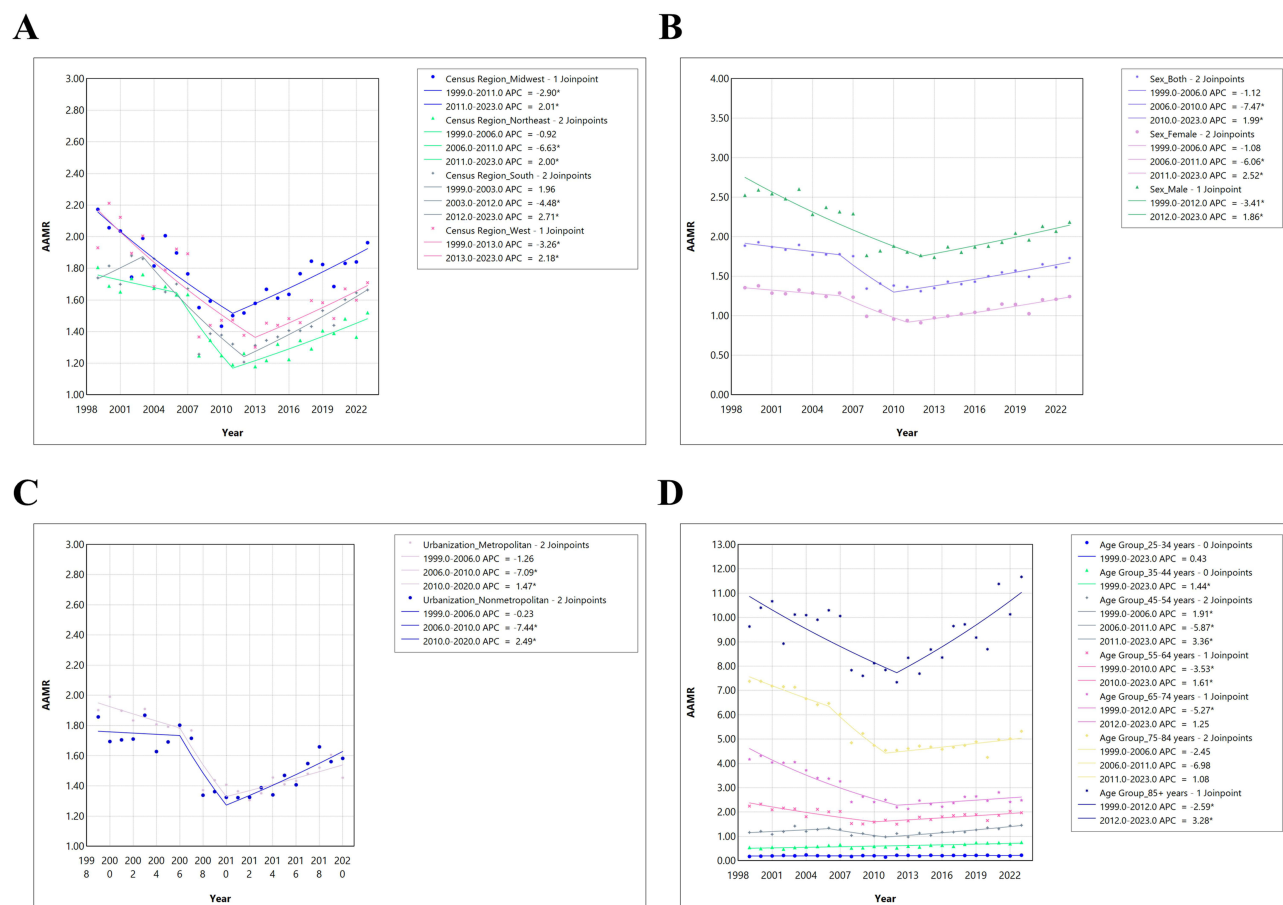 A
3.00
2.80
2.60
2.40
2.20
2.00
1.80
1.60
1.40
1.20
1.00
AAMR
1998 2001 2004 2007 2010 2013 2016 2019 2022
Year
Census Region_Midwest - 1 Joinpoint
1999.0-2011.0 APC = -2.90*
2011.0-2023.0 APC = 2.01*
Census Region_Northeast - 2 Joinpoints
1999.0-2006.0 APC = -0.92
2006.0-2011.0 APC = -6.63*
2011.0-2023.0 APC = 2.00*
Census Region_South - 2 Joinpoints
1999.0-2003.0 APC = 1.96
2003.0-2012.0 APC = -4.48*
2012.0-2023.0 APC = 2.71*
Census Region_West - 1 Joinpoint
1999.0-2013.0 APC = -3.26*
2013.0-2023.0 APC = 2.18*
B
4.00
3.50
3.00
2.50
2.00
1.50
1.00
0.50
0.00
AAMR
1998 2001 2004 2007 2010 2013 2016 2019 2022
Year
Sex_Both - 2 Joinpoints
1999.0-2006.0 APC = -1.12
2006.0-2010.0 APC = -7.47*
2010.0-2023.0 APC = 1.99*
Sex_Female - 2 Joinpoints
1999.0-2006.0 APC = -1.08
2006.0-2011.0 APC = -6.06*
2011.0-2023.0 APC = 2.52*
Sex_Male - 1 Joinpoint
1999.0-2012.0 APC = -3.41*
2012.0-2023.0 APC = 1.86*
C
3.00
2.80
2.60
2.40
2.20
2.00
1.80
1.60
1.40
1.20
1.00
AAMR
199 200 200 200 200 200 201 201 201 201 201 202
8 0 2 4 6 8 0 2 4 6 8 0
Year
Urbanization_Metropolitan - 2 Joinpoints
1999.0-2006.0 APC = -1.26
2006.0-2010.0 APC = -7.09*
2010.0-2020.0 APC = 1.47*
Urbanization_Nonmetropolitan - 2 Joinpoints
1999.0-2006.0 APC = -0.23
2006.0-2010.0 APC = -7.44*
2010.0-2020.0 APC = 2.49*
D
13.00
12.00
11.00
10.00
9.00
8.00
7.00
6.00
5.00
4.00
3.00
2.00
1.00
0.00
AAMR
1998 2001 2004 2007 2010 2013 2016 2019 2022
Year
Age Group_25-34 years - 0 Joinpoints
1999.0-2023.0 APC = 0.43
Age Group_35-44 years - 0 Joinpoints
1999.0-2023.0 APC = 1.44*
Age Group_45-54 years - 2 Joinpoints
1999.0-2006.0 APC = 1.91*
2006.0-2011.0 APC = -5.87*
2011.0-2023.0 APC = 3.36*
Age Group_55-64 years - 1 Joinpoint
1999.0-2010.0 APC = -3.53*
2010.0-2023.0 APC = 1.61*
Age Group_65-74 years - 1 Joinpoint
1999.0-2012.0 APC = -5.27*
2012.0-2023.0 APC = 1.25
Age Group_75-84 years - 2 Joinpoints
1999.0-2006.0 APC = -2.45
2006.0-2011.0 APC = -6.98
2011.0-2023.0 APC = 1.08
Age Group_85+ years - 1 Joinpoint
1999.0-2012.0 APC = -2.59*
2012.0-2023.0 APC = 3.28*